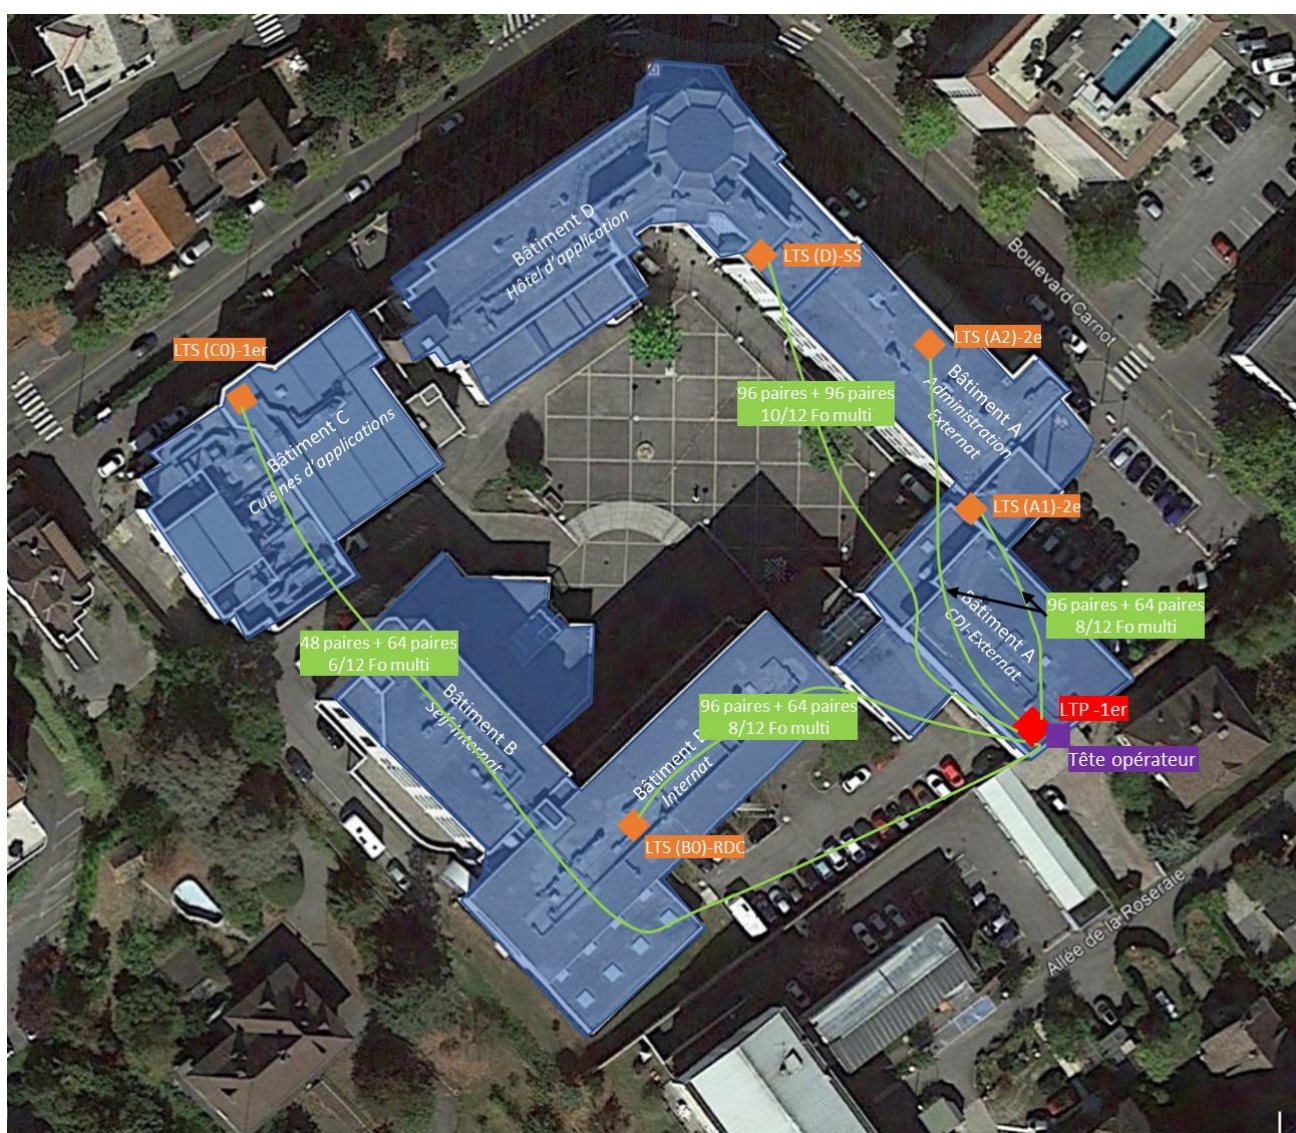 Bâtiment D
Hôtel d'application
LTS (D)-SS
Boulevard Carnot
LTS (C0)-1er
LTS (A2)-2e
Bâtiment A
Administration
Externat
96 paires + 96 paires
10/12 Fo multi
Bâtiment C
Cuisines d'applications
LTS (A1)-2e
96 paires + 64 paires
8/12 Fo multi
Bâtiment A
CDI-Externat
48 paires + 64 paires
6/12 Fo multi
Bâtiment B
Self-Internat
96 paires + 64 paires
8/12 Fo multi
Bâtiment
Internat
LTP -1er
Tête opérateur
LTS (B0)-RDC
Allée de la Roseraie